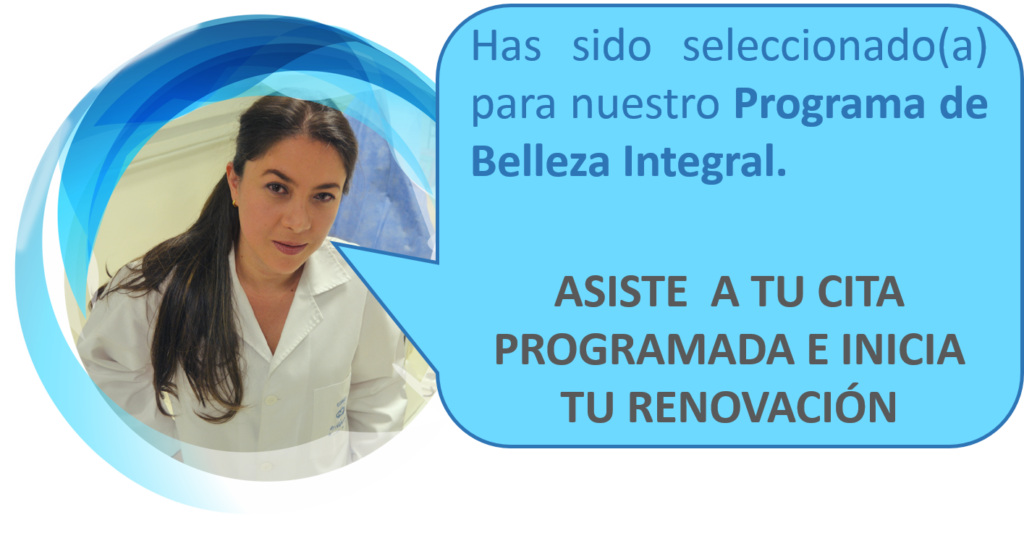 Has sido seleccionado(a)
para nuestro Programa de
Belleza Integral.
ASISTE A TU CITA
PROGRAMADA E INICIA
TU RENOVACIÓN